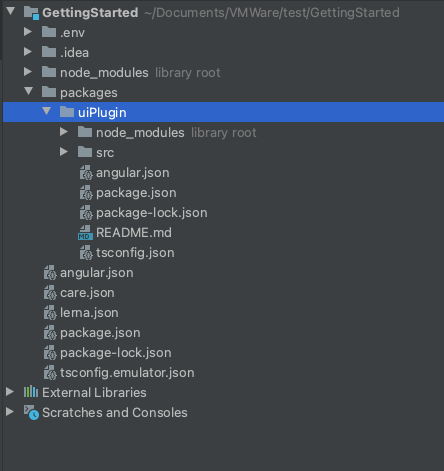 GettingStarted ~/Documents/VMWare/test/GettingStarted
.env
.idea
node_modules library root
packages
uiPlugin
node_modules library root
src
angular.json
package.json
package-lock.json
MD README.md
tsconfig.json
angular.json
care.json
lerna.json
package.json
package-lock.json
tsconfig.emulator.json
External Libraries
Scratches and Consoles